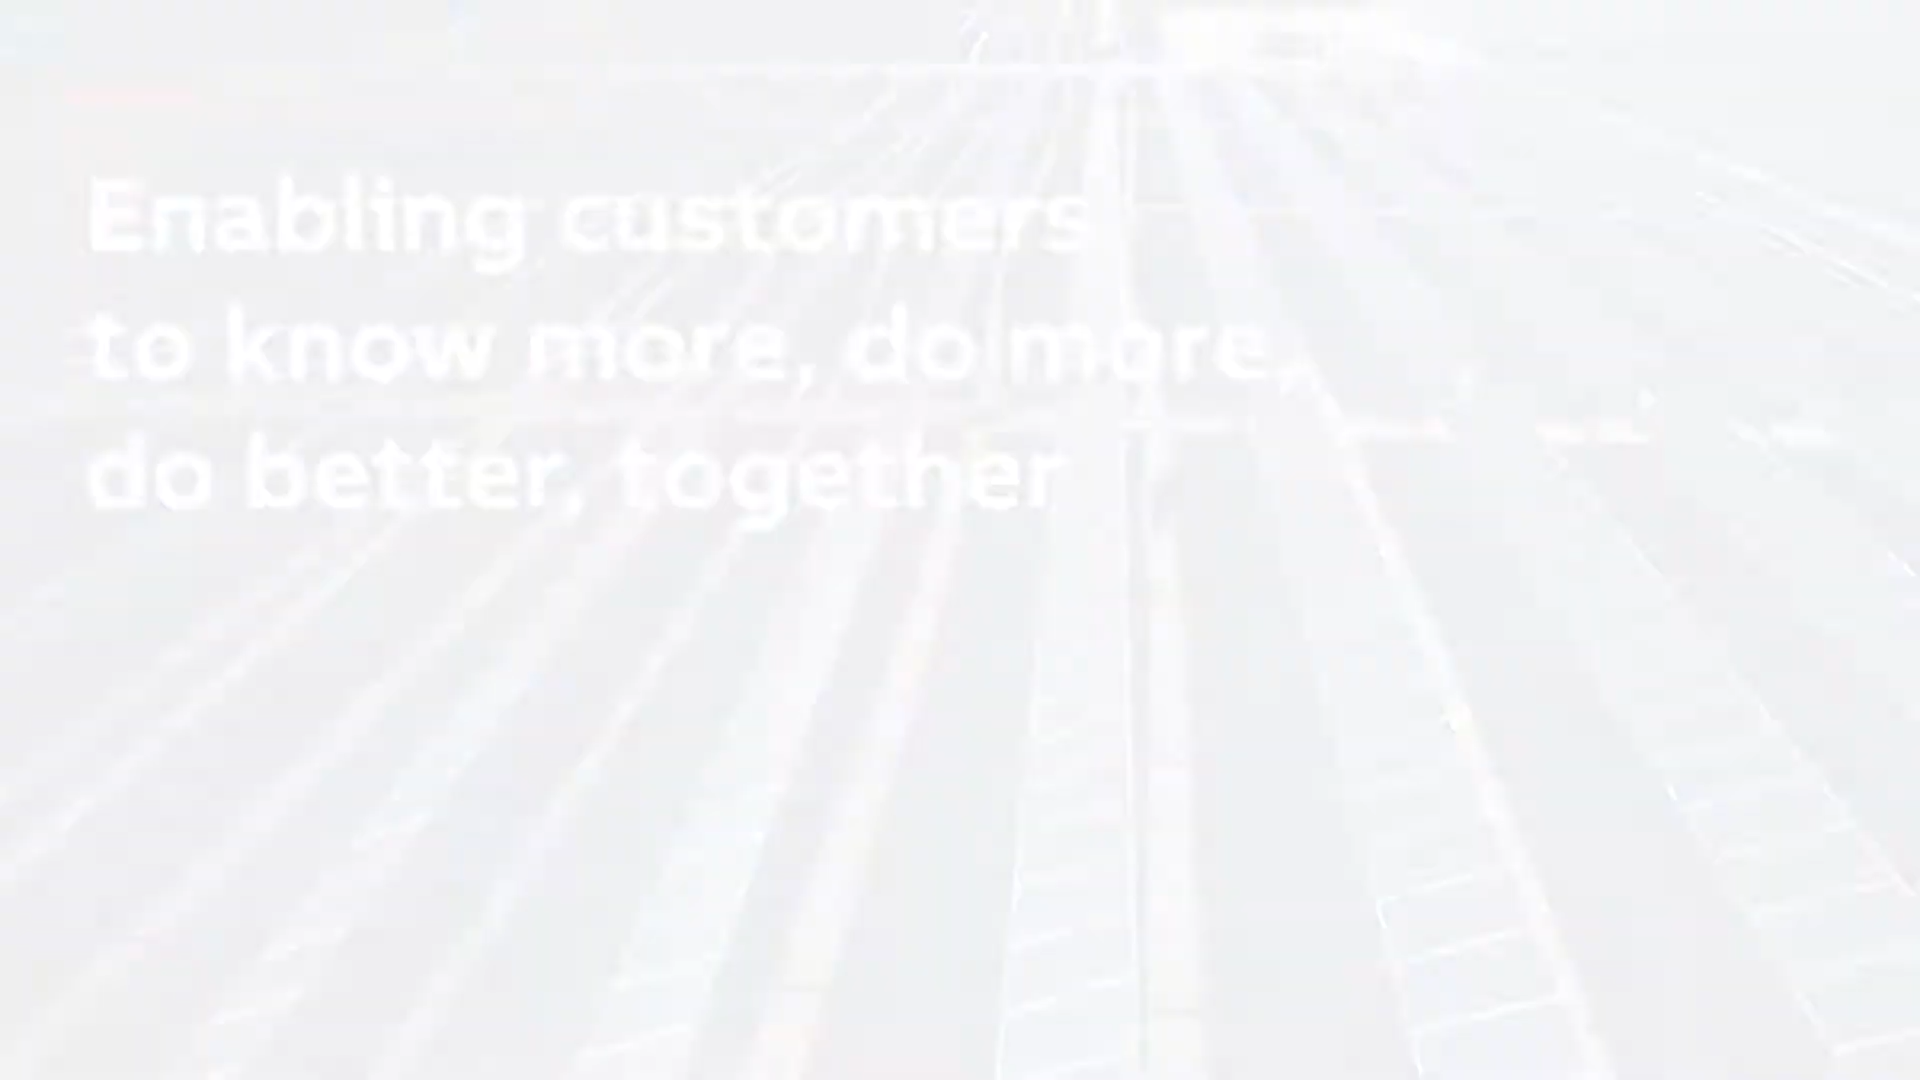 Enabling customers
to know more, do more,
do better, together